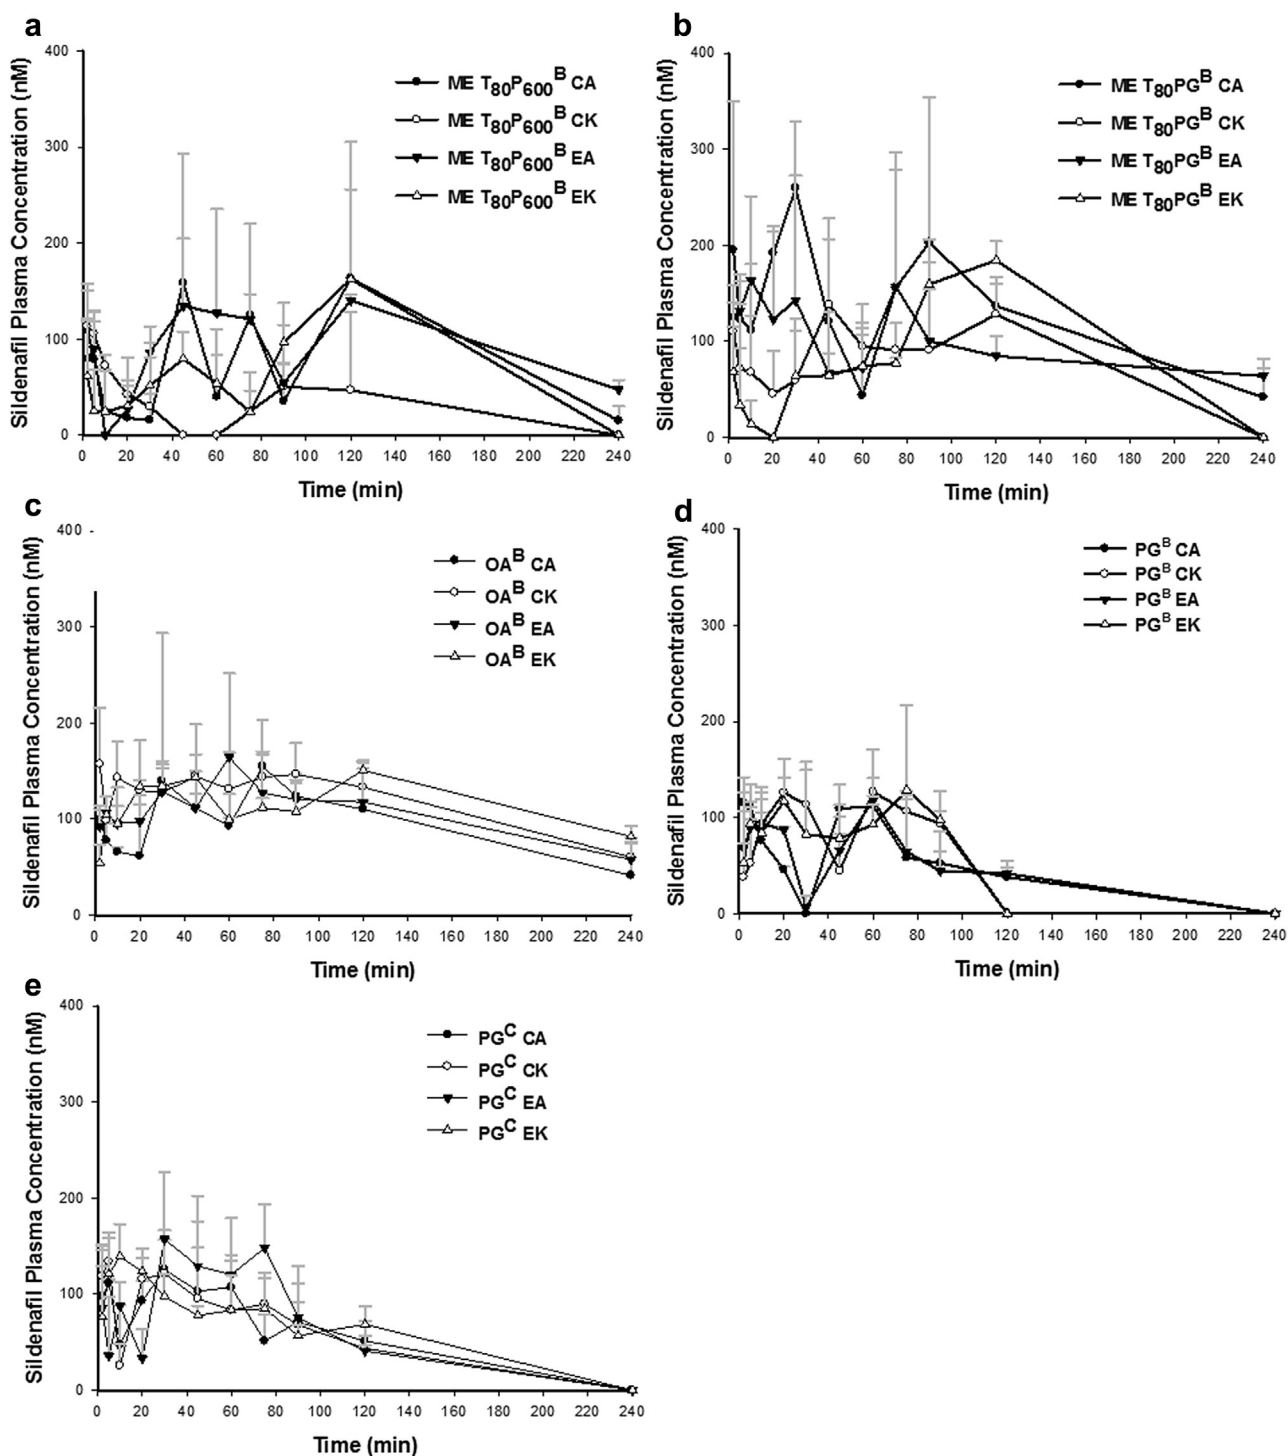 a
Sildenafil Plasma Concentration (nM)
400
300
200
100
0
ME T80P600B CA
ME T80P600B CK
ME T80P600B EA
ME T80P600B EK
0 20 40 60 80 100 120 140 160 180 200 220 240
Time (min)
b
Sildenafil Plasma Concentration (nM)
400
300
200
100
0
ME T80PGB CA
ME T80PGB CK
ME T80PGB EA
ME T80PGB EK
0 20 40 60 80 100 120 140 160 180 200 220 240
Time (min)
c
Sildenafil Plasma Concentration (nM)
400
300
200
100
0
OAB CA
OAB CK
OAB EA
OAB EK
0 20 40 60 80 100 120 140 160 180 200 220 240
Time (min)
d
Sildenafil Plasma Concentration (nM)
400
300
200
100
0
PGB CA
PGB CK
PGB EA
PGB EK
0 20 40 60 80 100 120 140 160 180 200 220 240
Time (min)
e
Sildenafil Plasma Concentration (nM)
400
300
200
100
0
PGC CA
PGC CK
PGC EA
PGC EK
0 20 40 60 80 100 120 140 160 180 200 220 240
Time (min)